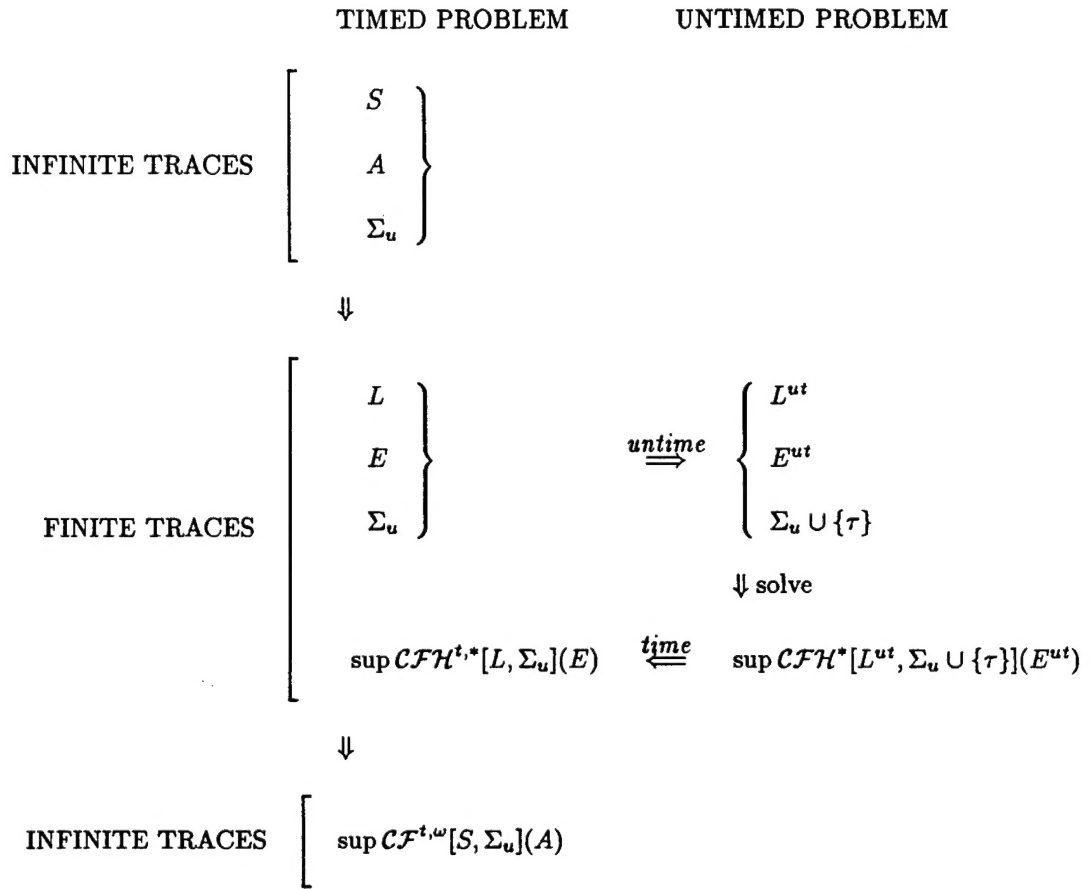 TIMED PROBLEM UNTIMED PROBLEM
S
INFINITE TRACES A
Σ_u
⇓
L L^{ut}
E untime ⟹ E^{ut}
FINITE TRACES Σ_u Σ_u ∪ {τ}
⇓ solve
sup 𝒞ℱℋ^{t,*}[L, Σ_u](E) time ⟸ sup 𝒞ℱℋ^*[L^{ut}, Σ_u ∪ {τ}](E^{ut})
⇓
INFINITE TRACES sup 𝒞ℱ^{t,ω}[S, Σ_u](A)